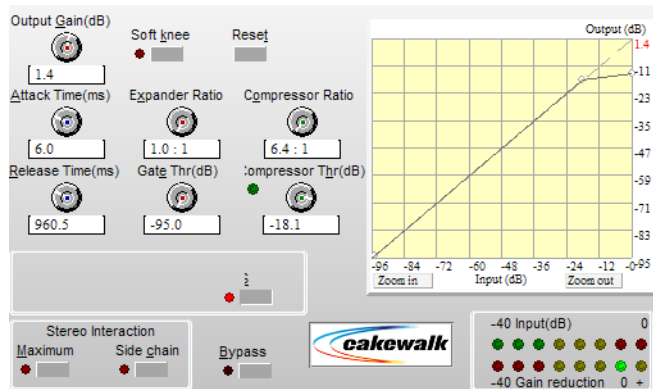 Output Gain(dB)
Soft knee
Reset
1.4
Attack Time(ms)
Expander Ratio
Compressor Ratio
6.0
1.0 : 1
6.4 : 1
Release Time(ms)
Gate Thr(dB)
Compressor Thr(dB)
960.5
-95.0
-18.1
Output (dB)
1.4
-11
-23
-35
-47
-59
-71
-83
-95
-96 -84 -72 -60 -48 -36 -24 -12 -0
Zoom in
Input (dB)
Zoom out
Stereo Interaction
Maximum
Side chain
Bypass
cakewalk
-40 Input(dB) 0
-40 Gain reduction 0 +